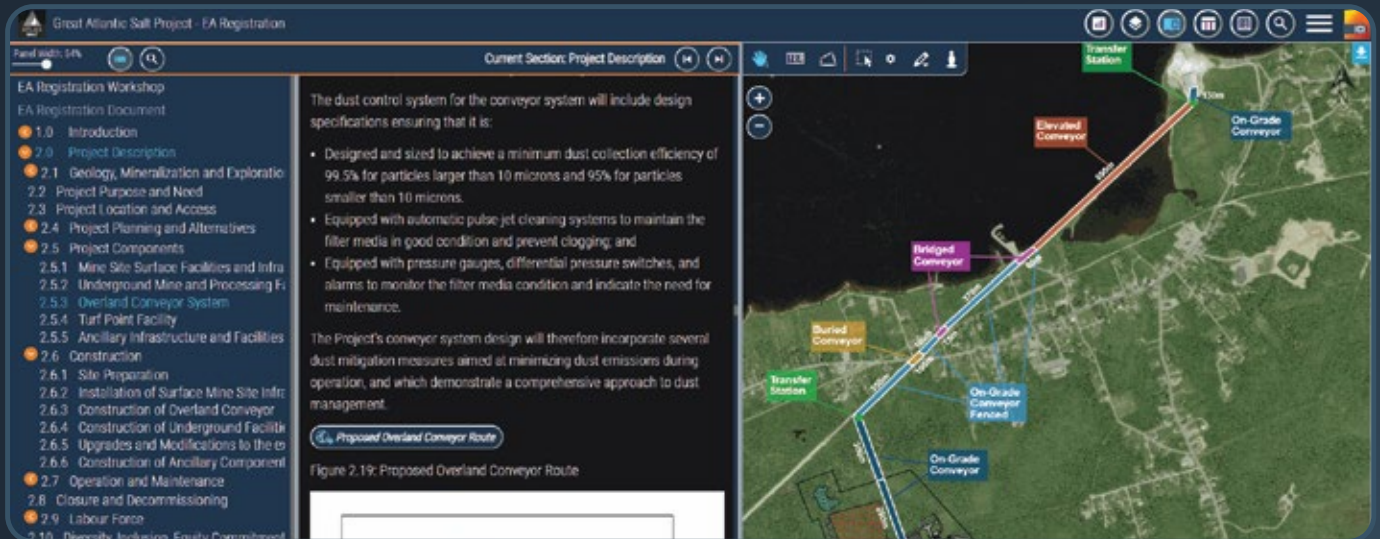 Great Atlantic Salt Project - EA Registration
Panel Width: 54%
Current Section: Project Description
EA Registration Workshop
EA Registration Document
1.0 Introduction
2.0 Project Description
2.1 Geology, Mineralization and Exploratio
2.2 Project Purpose and Need
2.3 Project Location and Access
2.4 Project Planning and Alternatives
2.5 Project Components
2.5.1 Mine Site Surface Facilities and Infra
2.5.2 Underground Mine and Processing Fa
2.5.3 Overland Conveyor System
2.5.4 Turf Point Facility
2.5.5 Ancillary Infrastructure and Facilities
2.6 Construction
2.6.1 Site Preparation
2.6.2 Installation of Surface Mine Site Infra
2.6.3 Construction of Overland Conveyor
2.6.4 Construction of Underground Faciliti
2.6.5 Upgrades and Modifications to the e
2.6.6 Construction of Ancillary Component
2.7 Operation and Maintenance
2.8 Closure and Decommissioning
2.9 Labour Force
2.10 Diversity, Inclusion, Equity Commitment
The dust control system for the conveyor system will include design
specifications ensuring that it is:
• Designed and sized to achieve a minimum dust collection efficiency of
99.5% for particles larger than 10 microns and 95% for particles
smaller than 10 microns.
• Equipped with automatic pulse-jet cleaning systems to maintain the
filter media in good condition and prevent clogging; and
• Equipped with pressure gauges, differential pressure switches, and
alarms to monitor the filter media condition and indicate the need for
maintenance.
The Project's conveyor system design will therefore incorporate several
dust mitigation measures aimed at minimizing dust emissions during
operation, and which demonstrate a comprehensive approach to dust
management.
Proposed Overland Conveyor Route
Figure 2.19: Proposed Overland Conveyor Route
Transfer
Station
On-Grade
Conveyor
Elevated
Conveyor
Bridged
Conveyor
Buried
Conveyor
Transfer
Station
On-Grade
Conveyor
Fenced
On-Grade
Conveyor